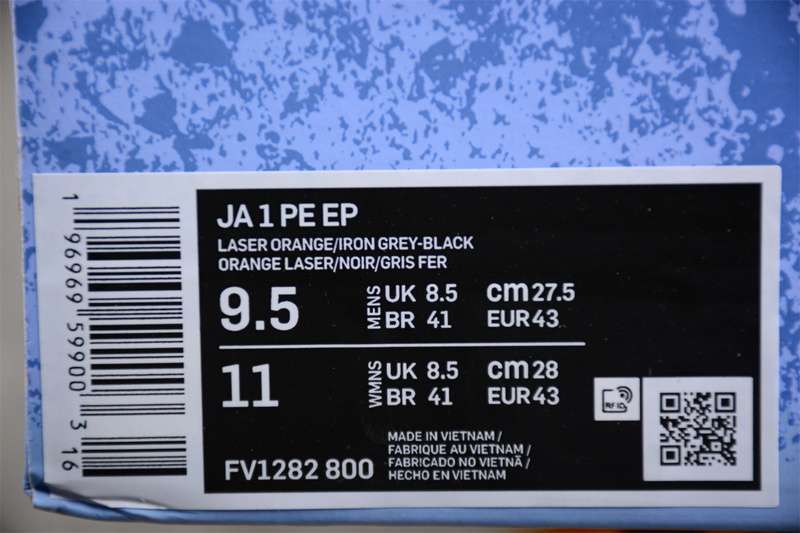 1 96969 59900 3 16
JA 1 PE EP
LASER ORANGE/IRON GREY-BLACK
ORANGE LASER/NOIR/GRIS FER
9.5 MENS UK 8.5 cm 27.5
BR 41 EUR 43
11 WMNS UK 8.5 cm 28
BR 41 EUR 43
RFID
FV1282 800
MADE IN VIETNAM /
FABRIQUE AU VIETNAM /
FABRICADO NO VIETNÃ /
HECHO EN VIETNAM